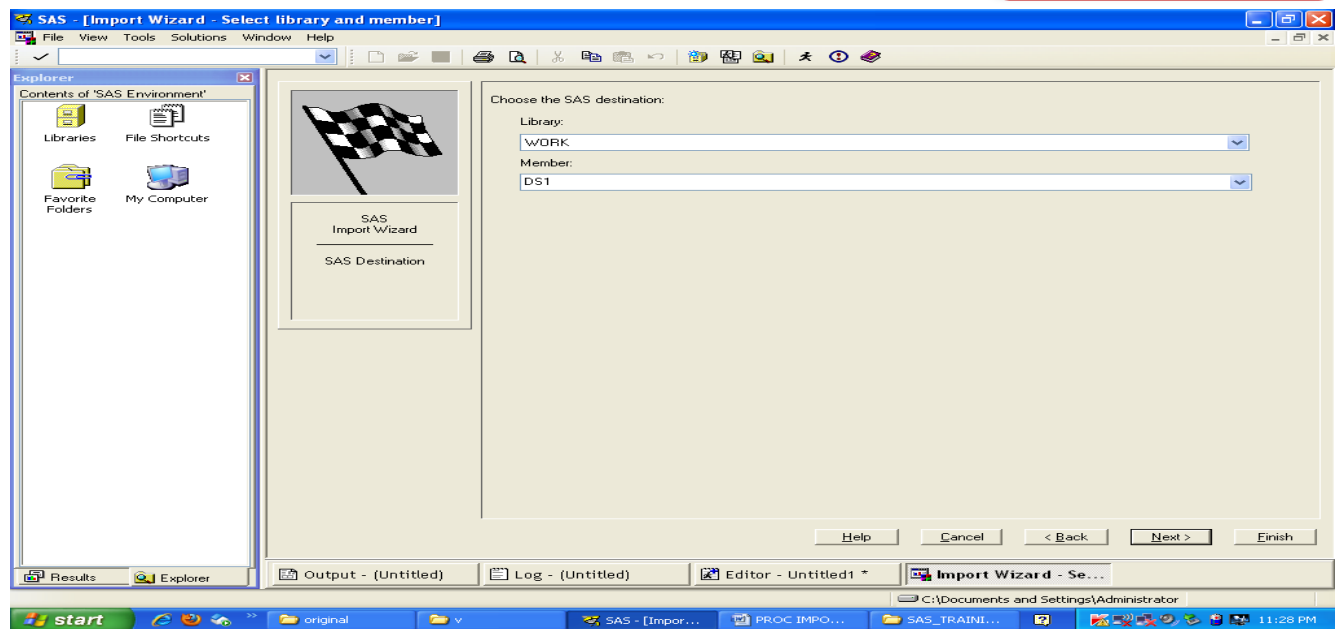 SAS - [Import Wizard - Select library and member]
File View Tools Solutions Window Help
Explorer
Contents of 'SAS Environment'
Libraries File Shortcuts
Favorite Folders My Computer
SAS
Import Wizard
SAS Destination
Choose the SAS destination:
Library:
WORK
Member:
DS1
Help Cancel < Back Next > Finish
Results Explorer
Output - (Untitled) Log - (Untitled) Editor - Untitled1 * Import Wizard - Se...
C:\Documents and Settings\Administrator
start original v SAS - [Impor... PROC IMPO... SAS_TRAINI... 11:28 PM